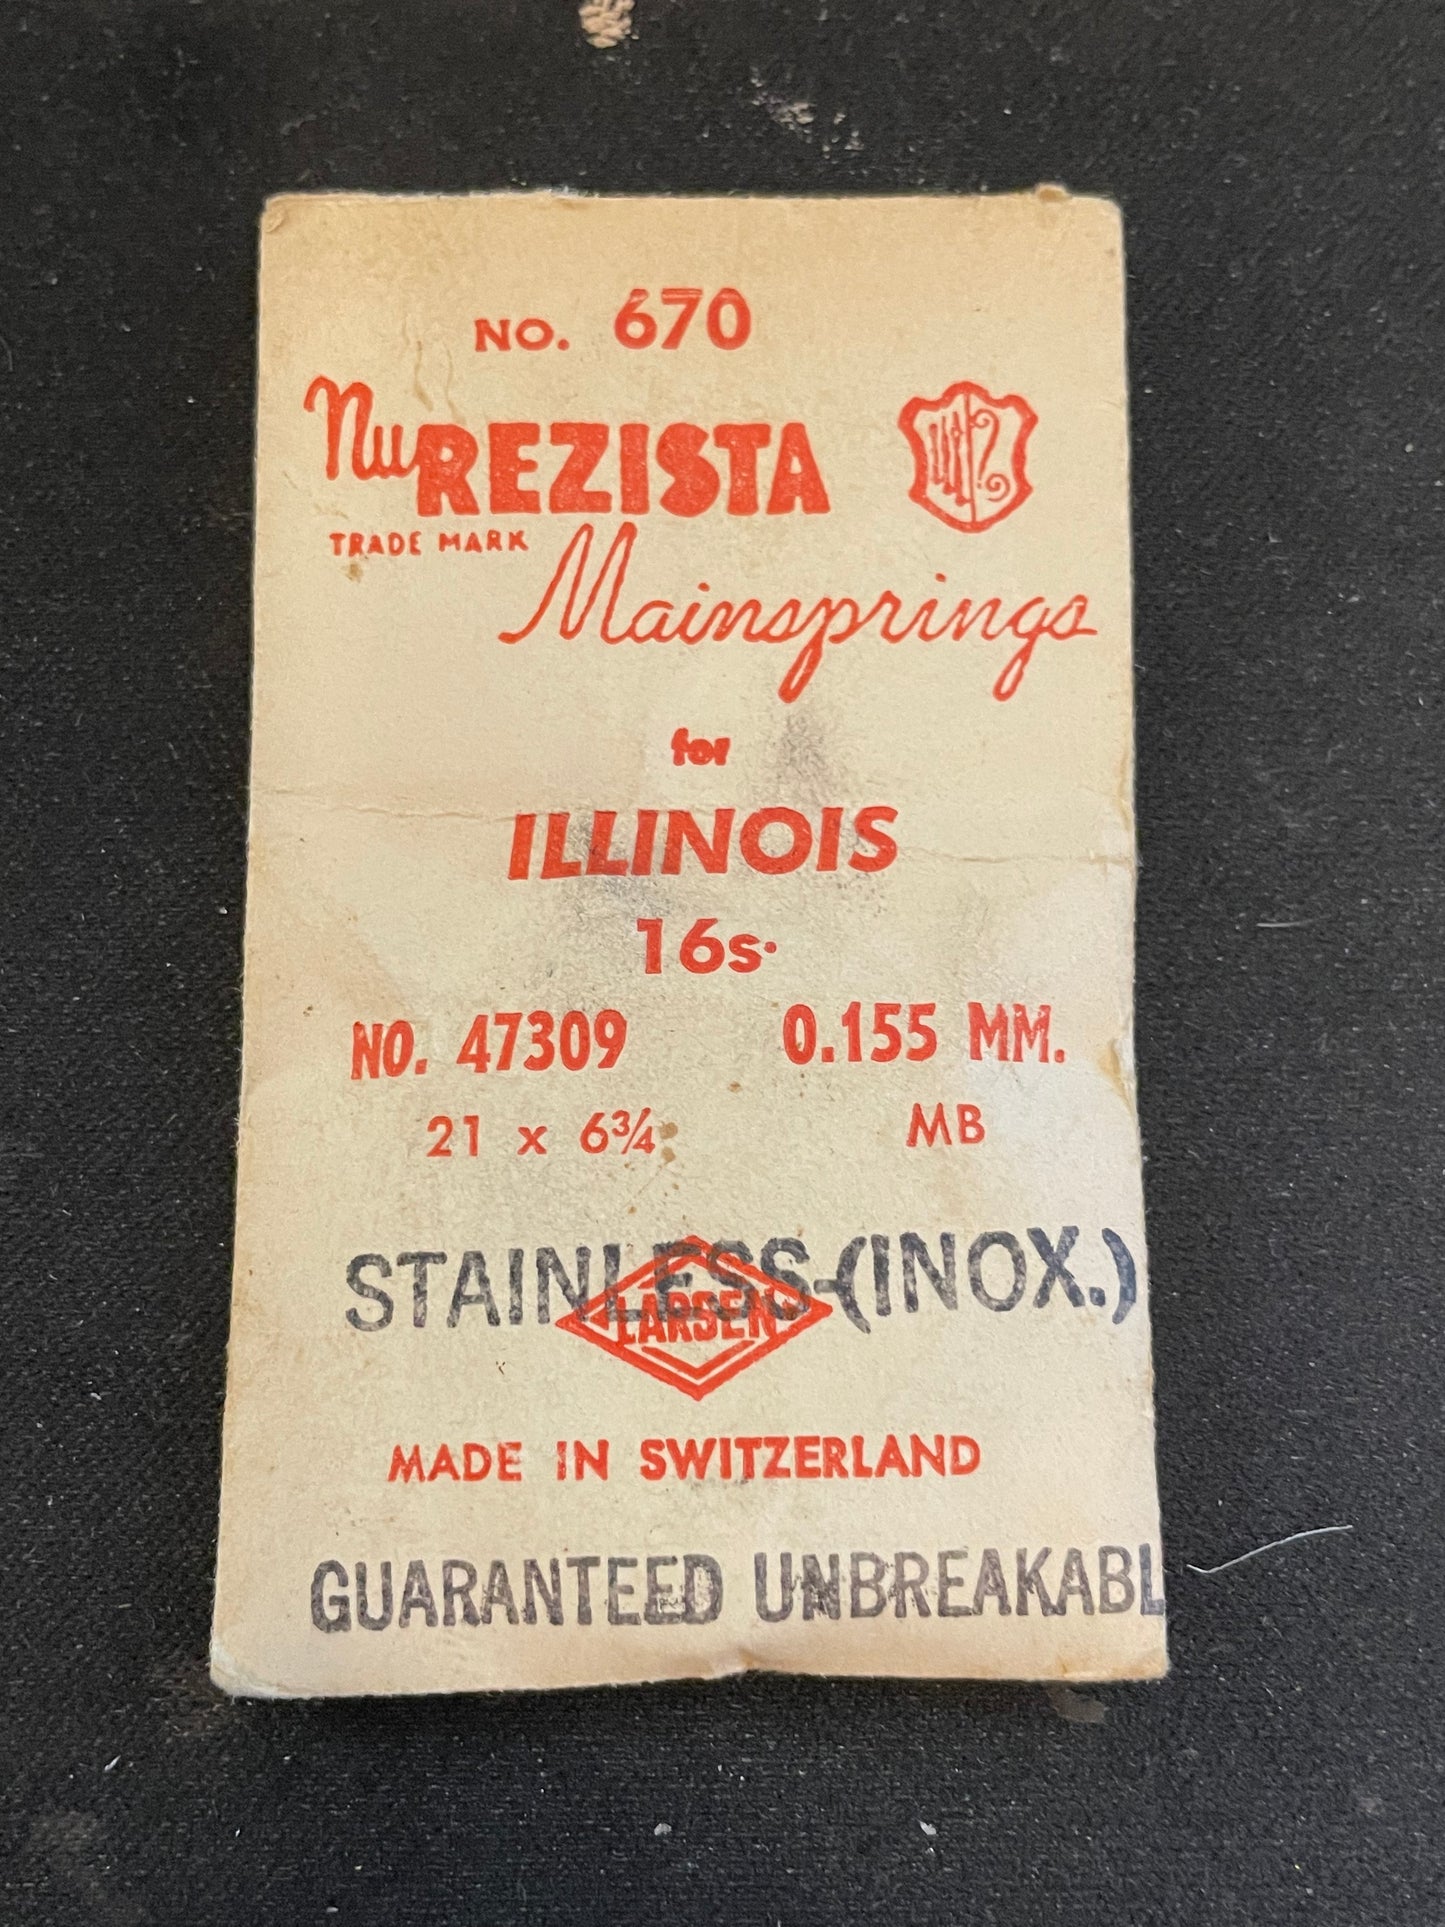 NO. 670
NuREZISTA
TRADE MARK
Mainsprings
for
ILLINOIS
16s.
NO. 47309 0.155 MM.
21 x 6¾ MB
STAINLESS-(INOX.)
LARSEN
MADE IN SWITZERLAND
GUARANTEED UNBREAKABL